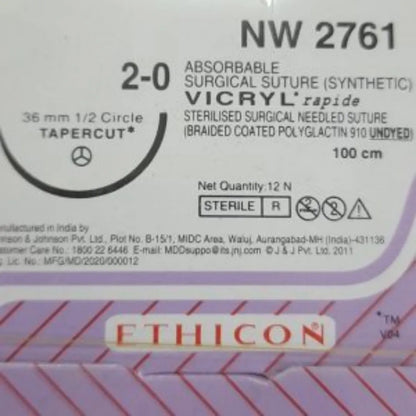 NW 2761
2-0
ABSORBABLE
SURGICAL SUTURE (SYNTHETIC)
VICRYL* rapide
STERILISED SURGICAL NEEDLED SUTURE
(BRAIDED COATED POLYGLACTIN 910 UNDYED)
100 cm
36 mm 1/2 Circle
TAPERCUT*
Net Quantity:12 N
STERILE R
nufactured in India by
hnson & Johnson Pvt. Ltd., Plot No. B-15/1, MIDC Area, Waluj, Aurangabad-MH (India)-431136
stomer Care No.: 1800 22 6446 E-mail: MDDsuppo@its.jnj.com © J & J Pvt. Ltd. 2011
g. Lic. No.: MFG/MD/2020/000012
ETHICON®
*TM
V04